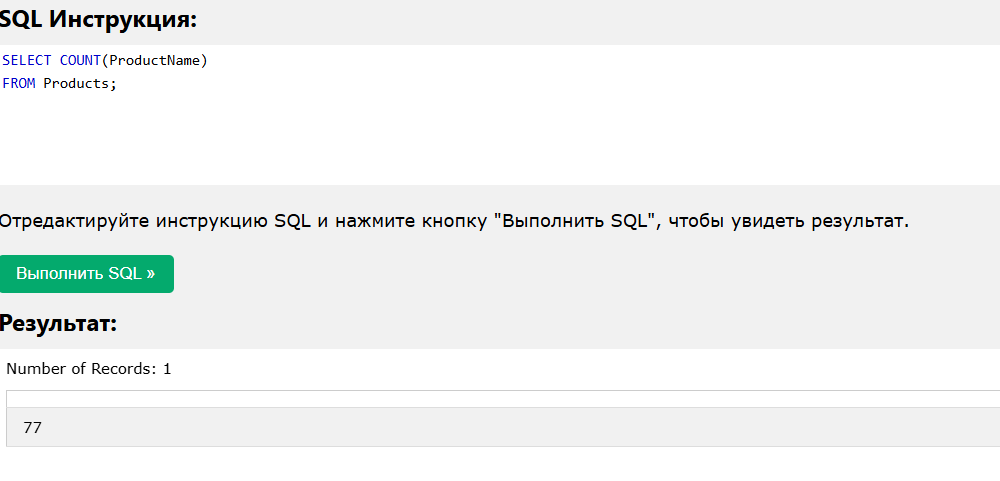 SQL Инструкция:
SELECT COUNT(ProductName)
FROM Products;
Отредактируйте инструкцию SQL и нажмите кнопку "Выполнить SQL", чтобы увидеть результат.
Выполнить SQL »
Результат:
Number of Records: 1
77